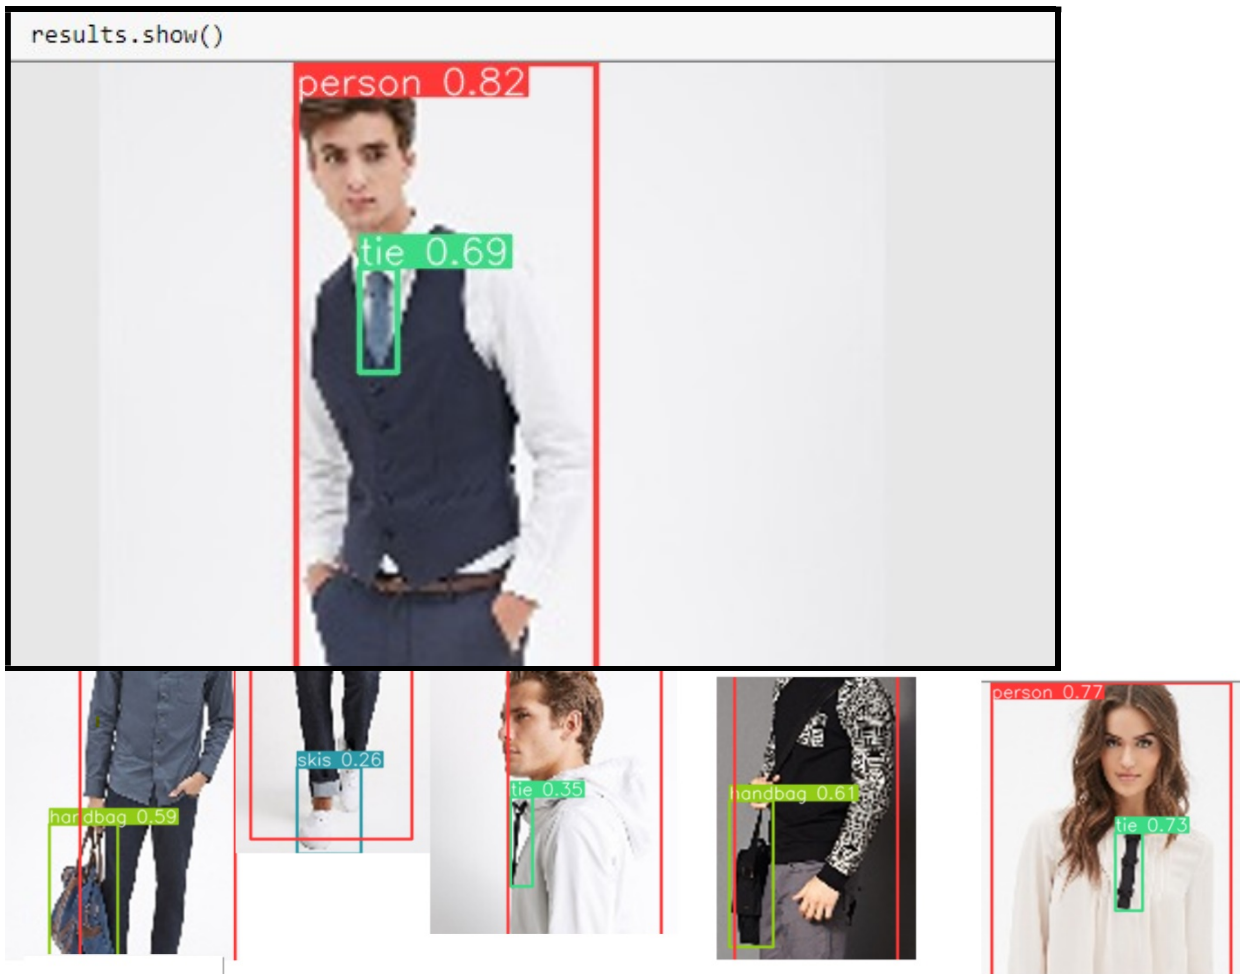 results.show()
person 0.82
tie 0.69
handbag 0.59
skis 0.26
tie 0.35
handbag 0.61
person 0.77
tie 0.73